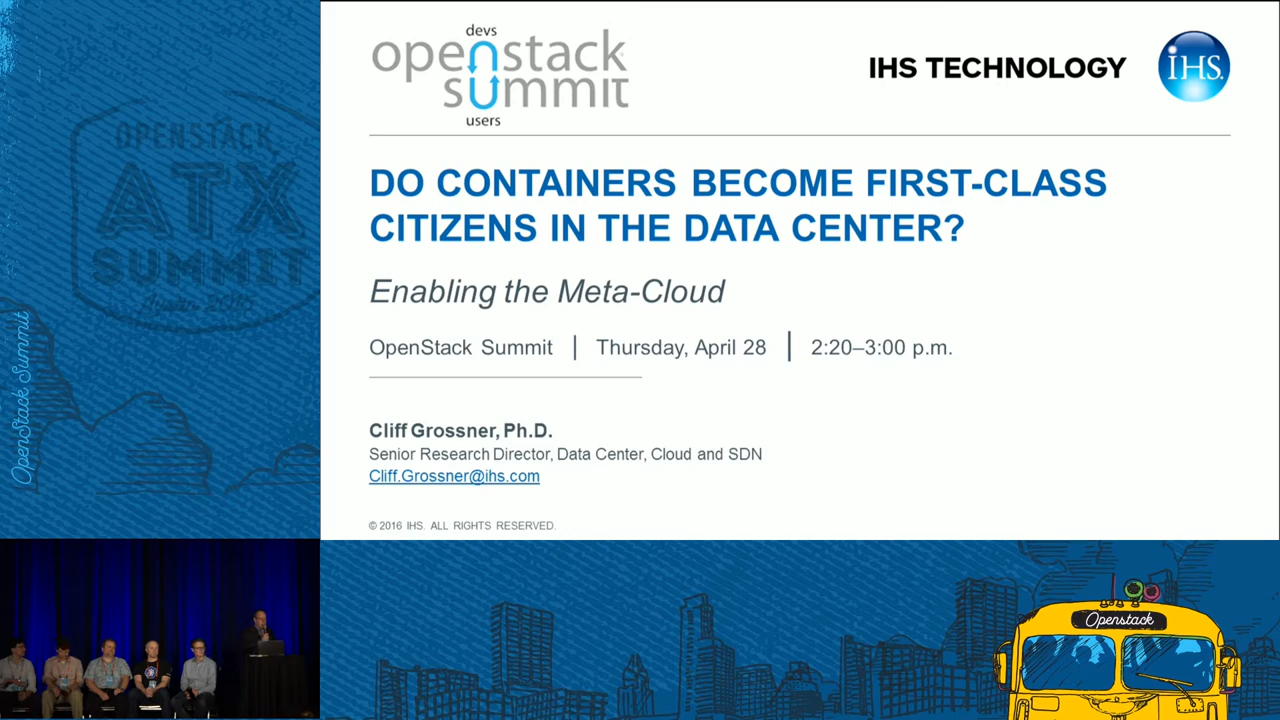 OPENSTACK
ATX
SUMMIT
Austin 2016
OpenStack Summit
devs
openstack
summit
users
IHS TECHNOLOGY
IHS.
DO CONTAINERS BECOME FIRST-CLASS
CITIZENS IN THE DATA CENTER?
Enabling the Meta-Cloud
OpenStack Summit | Thursday, April 28 | 2:20–3:00 p.m.
Cliff Grossner, Ph.D.
Senior Research Director, Data Center, Cloud and SDN
Cliff.Grossner@ihs.com
© 2016 IHS. ALL RIGHTS RESERVED.
Openstack